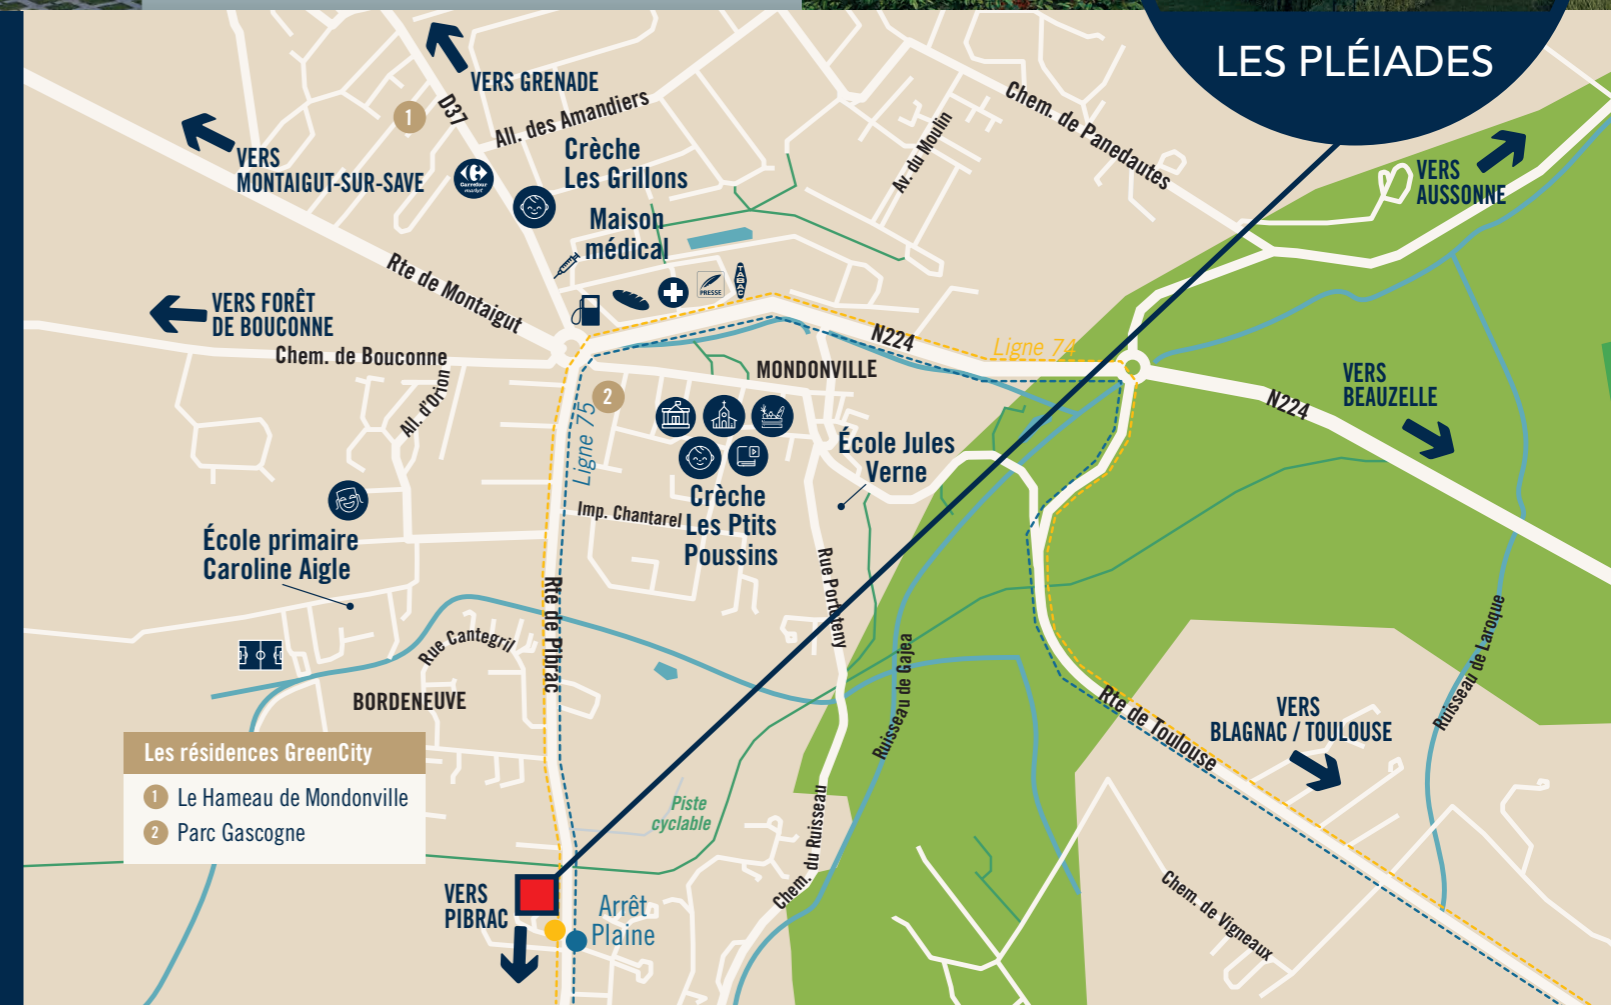 LES PLÉIADES
VERS GRENADE
D37
1
All. des Amandiers
Chem. de Panedautes
VERS
MONTAIGUT-SUR-SAVE
Carrefour
market
Crèche
Les Grillons
Av. du Moulin
VERS
AUSSONNE
Maison
médical
Rte de Montaigut
PRESSE
TABAC
VERS FORÊT
DE BOUCONNE
Chem. de Bouconne
N224
Ligne 74
MONDONVILLE
VERS
BEAUZELLE
N224
All. d'Orion
2
Ligne 75
École Jules
Verne
Crèche
Les Ptits
Poussins
Imp. Chantarel
École primaire
Caroline Aigle
Rte de Pibrac
Rue Porteteny
Rue Cantegril
Ruisseau de Gajea
Ruisseau de Laroque
BORDENEUVE
Rte de Toulouse
VERS
BLAGNAC / TOULOUSE
Les résidences GreenCity
1 Le Hameau de Mondonville
2 Parc Gascogne
Piste
cyclable
Chem. du Ruisseau
Chem. de Vigneaux
VERS
PIBRAC
Arrêt
Plaine